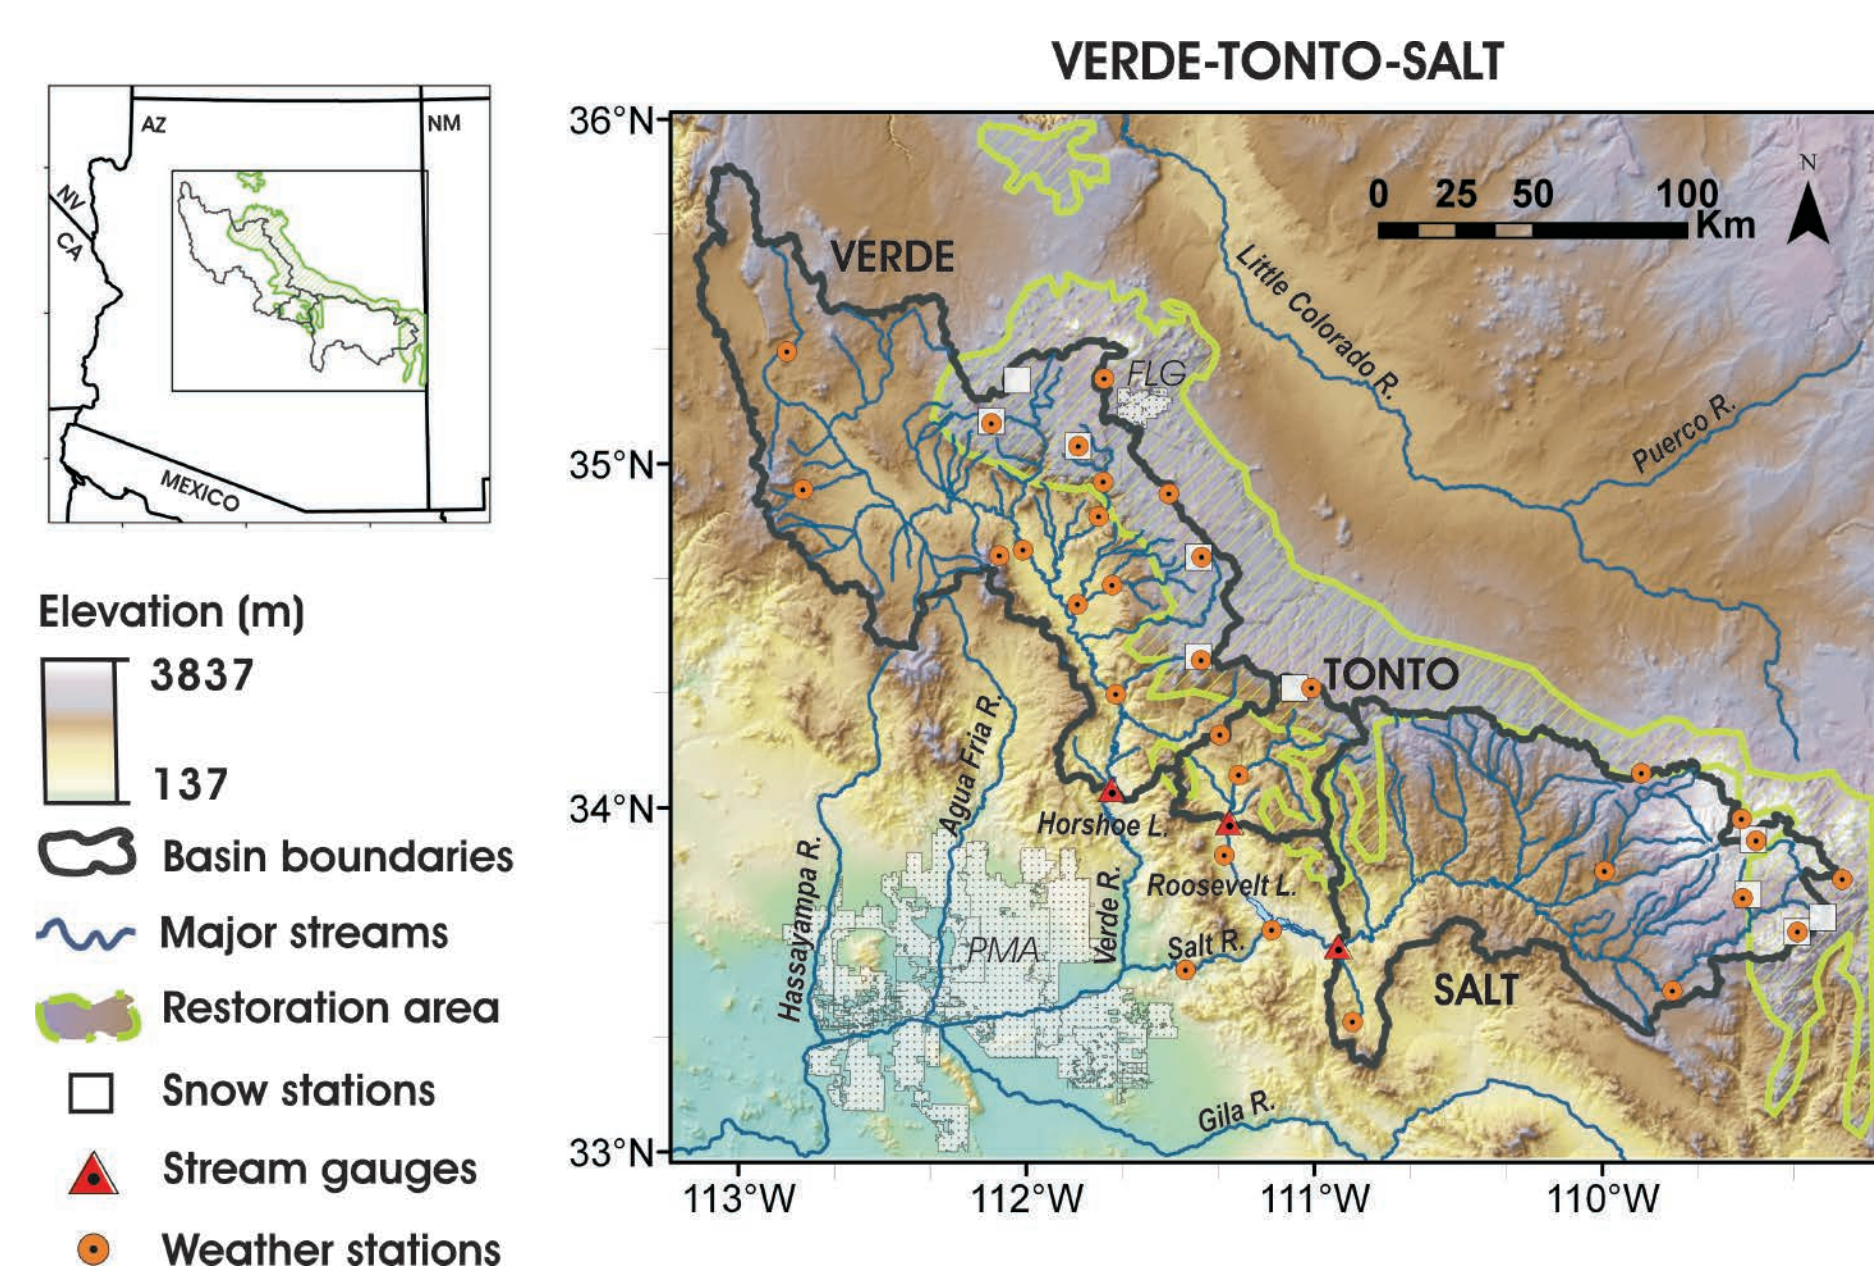 VERDE-TONTO-SALT
AZ
NM
NV
CA
MEXICO
36°N
35°N
34°N
33°N
113°W
112°W
111°W
110°W
0 25 50 100
Km
N
VERDE
FLG
Little Colorado R.
Puerco R.
TONTO
Agua Fria R.
Hassayampa R.
Horshoe L.
Roosevelt L.
Verde R.
Salt R.
PMA
SALT
Gila R.
Elevation (m)
3837
137
Basin boundaries
Major streams
Restoration area
Snow stations
Stream gauges
Weather stations